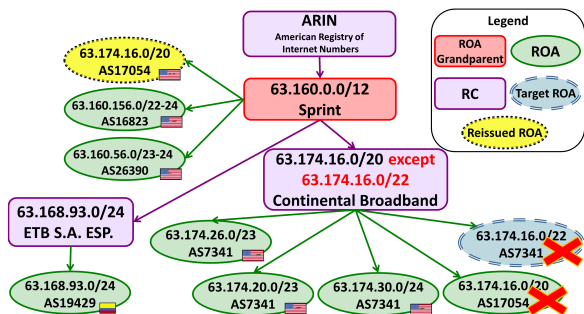 ARIN
American Registry of
Internet Numbers
Legend
ROA
Grandparent
ROA
RC
Target ROA
Reissued ROA
63.174.16.0/20
AS17054
63.160.0.0/12
Sprint
63.160.156.0/22-24
AS16823
63.160.56.0/23-24
AS26390
63.174.16.0/20 except
63.174.16.0/22
Continental Broadband
63.168.93.0/24
ETB S.A. ESP.
63.174.26.0/23
AS7341
63.174.16.0/22
AS7341
63.168.93.0/24
AS19429
63.174.20.0/23
AS7341
63.174.30.0/24
AS7341
63.174.16.0/20
AS17054